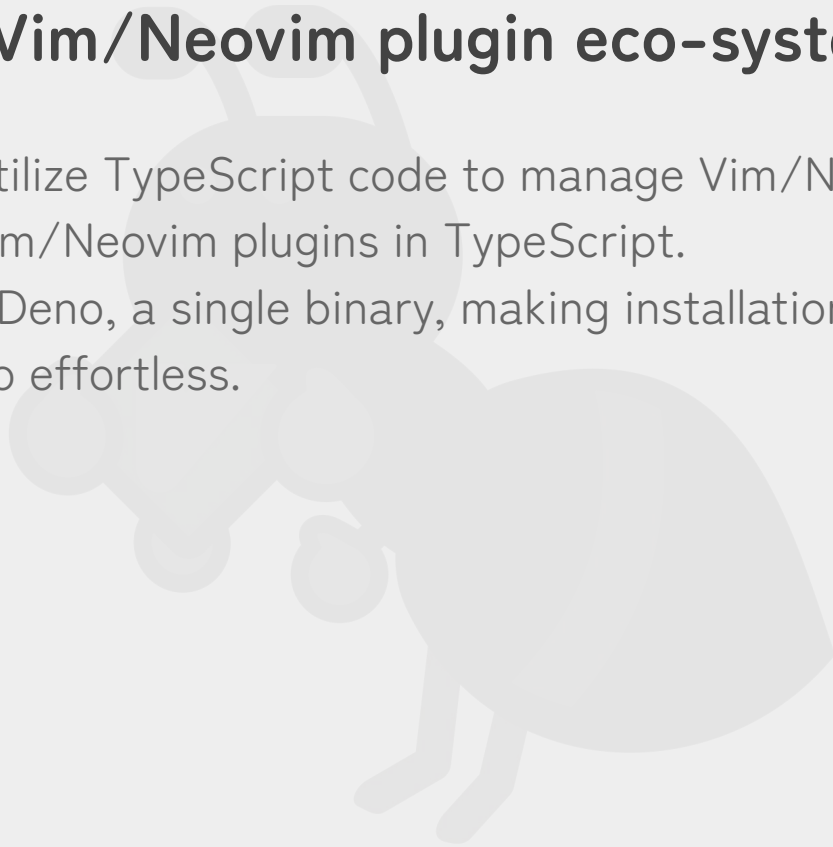 Vim/Neovim plugin eco-syst
tilize TypeScript code to manage Vim/N
m/Neovim plugins in TypeScript.
Deno, a single binary, making installation
o effortless.